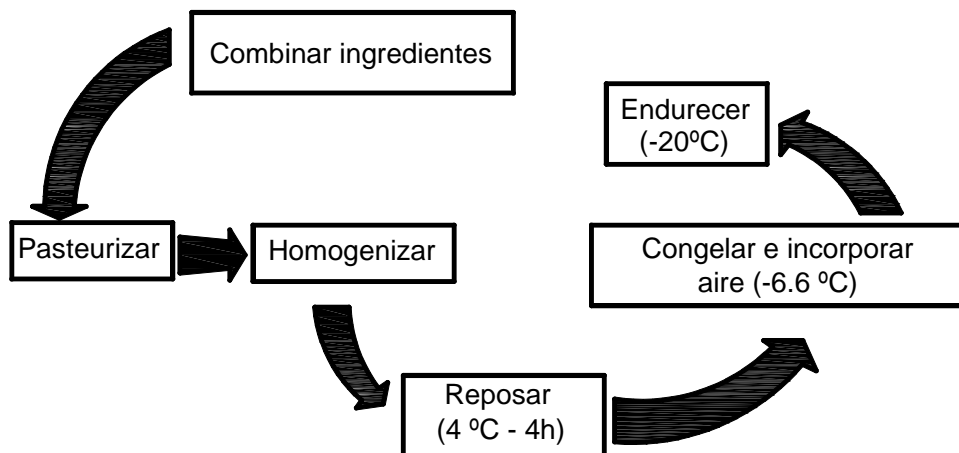 Combinar ingredientes
Pasteurizar
Homogenizar
Reposar
(4 ºC - 4h)
Congelar e incorporar
aire (-6.6 ºC)
Endurecer
(-20ºC)